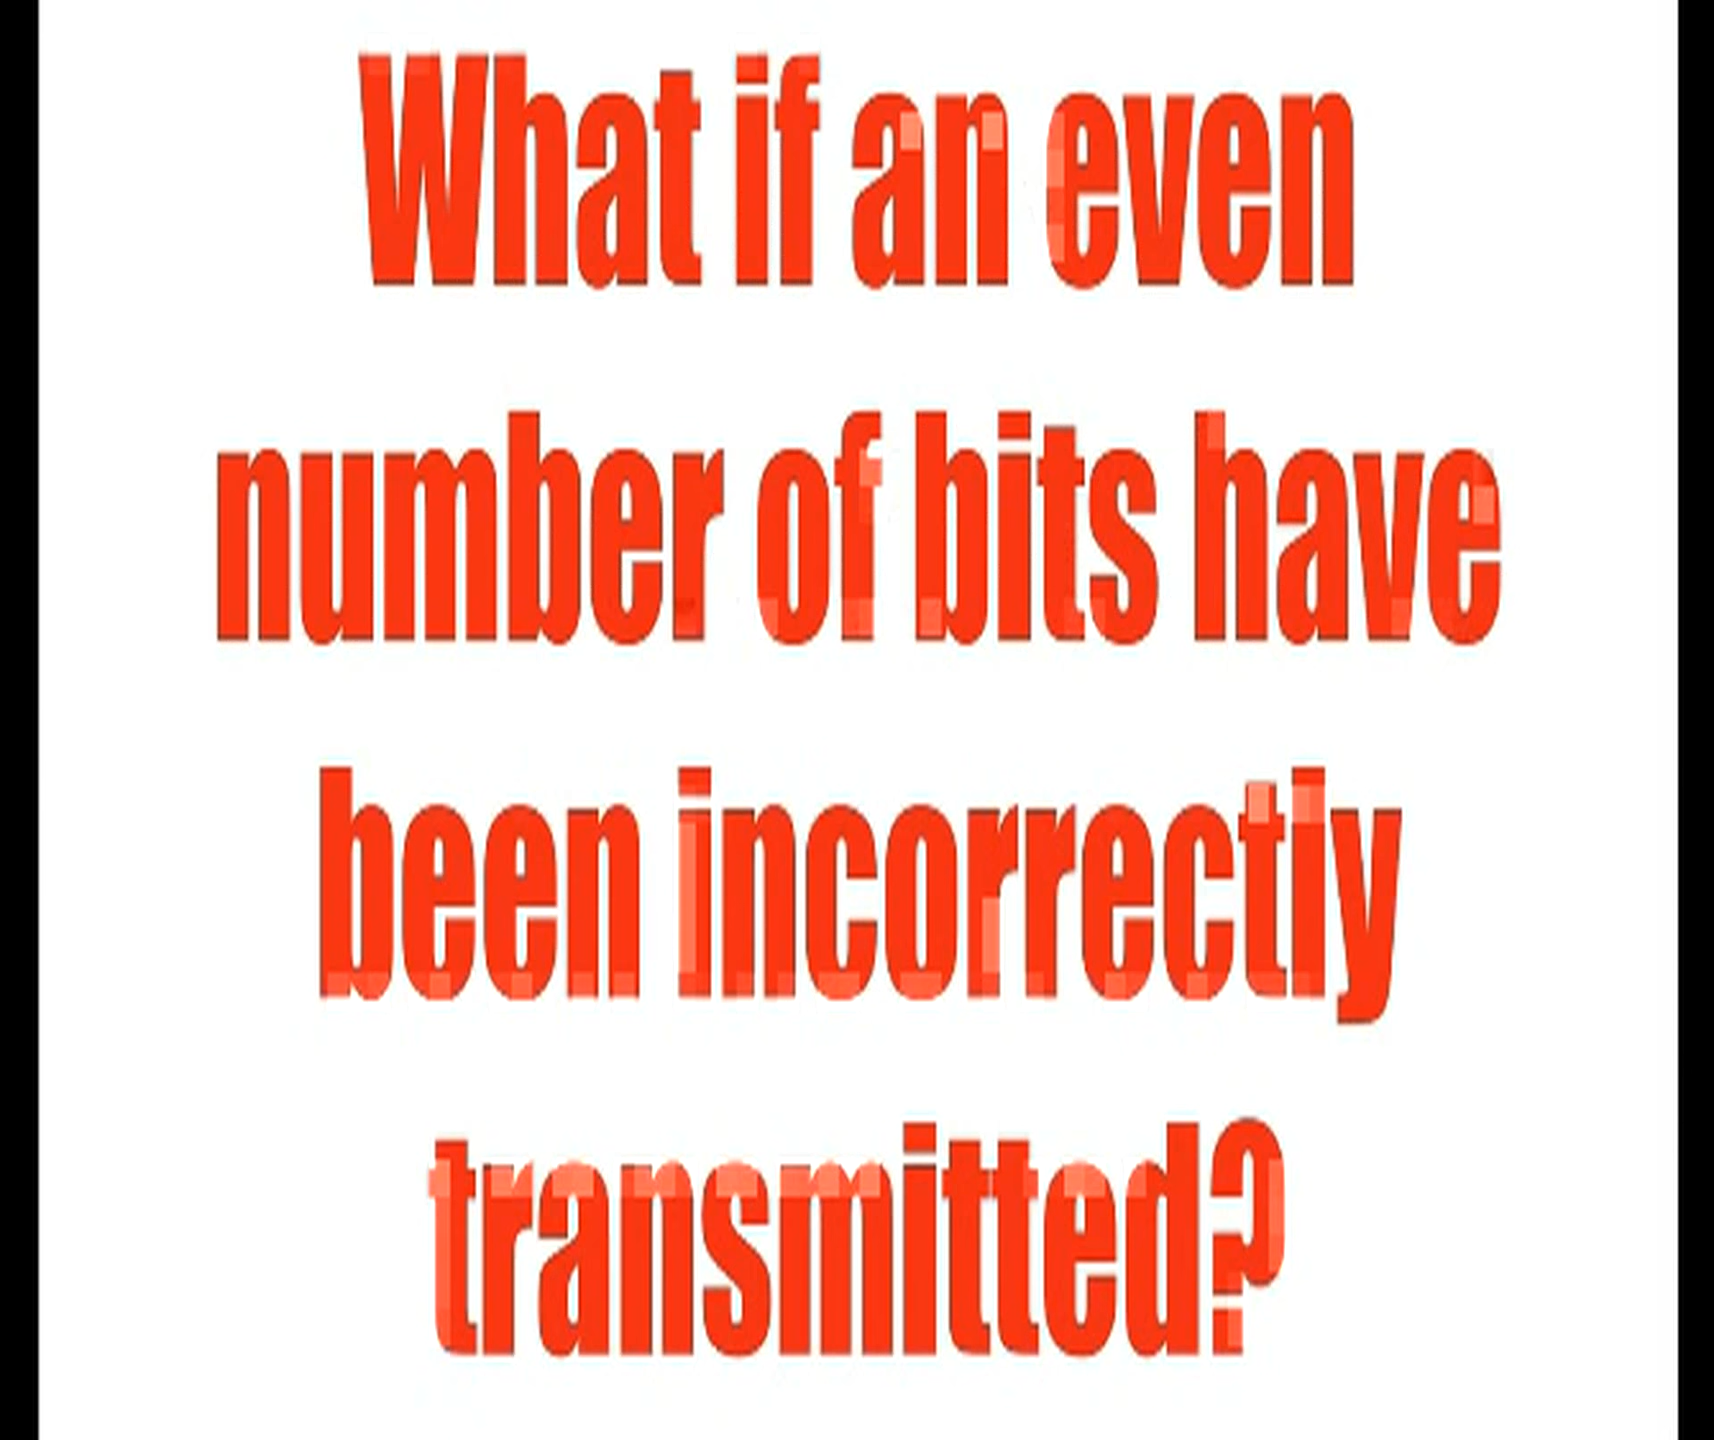 What if an even
number of bits have
been incorrectly
transmitted?